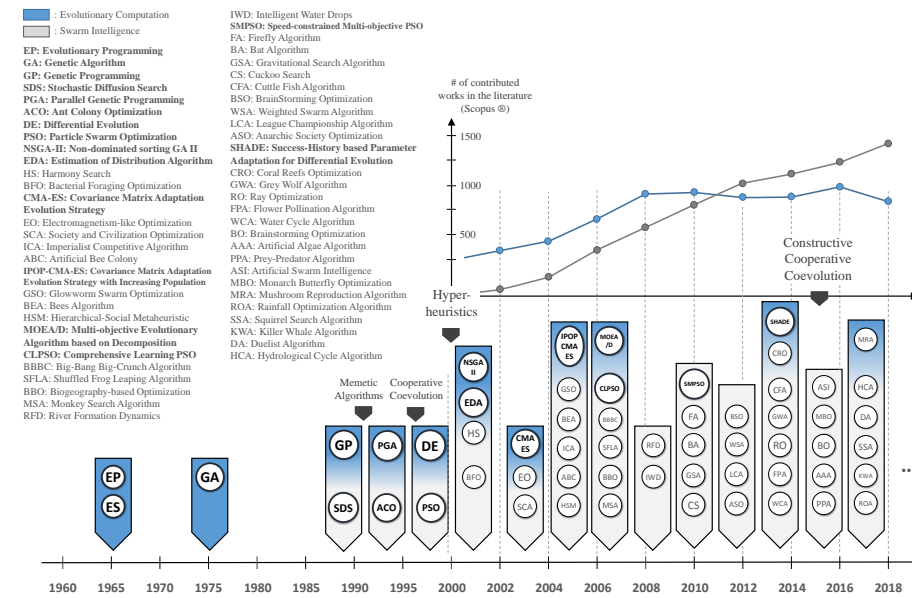 : Evolutionary Computation
: Swarm Intelligence
EP: Evolutionary Programming
GA: Genetic Algorithm
GP: Genetic Programming
SDS: Stochastic Diffusion Search
PGA: Parallel Genetic Programming
ACO: Ant Colony Optimization
DE: Differential Evolution
PSO: Particle Swarm Optimization
NSGA-II: Non-dominated sorting GA II
EDA: Estimation of Distribution Algorithm
HS: Harmony Search
BFO: Bacterial Foraging Optimization
CMA-ES: Covariance Matrix Adaptation
Evolution Strategy
EO: Electromagnetism-like Optimization
SCA: Society and Civilization Optimization
ICA: Imperialist Competitive Algorithm
ABC: Artificial Bee Colony
IPOP-CMA-ES: Covariance Matrix Adaptation
Evolution Strategy with Increasing Population
GSO: Glowworm Swarm Optimization
BEA: Bees Algorithm
HSM: Hierarchical-Social Metaheuristic
MOEA/D: Multi-objective Evolutionary
Algorithm based on Decomposition
CLPSO: Comprehensive Learning PSO
BBBC: Big-Bang Big-Crunch Algorithm
SFLA: Shuffled Frog Leaping Algorithm
BBO: Biogeography-based Optimization
MSA: Monkey Search Algorithm
RFD: River Formation Dynamics
IWD: Intelligent Water Drops
SMPSO: Speed-constrained Multi-objective PSO
FA: Firefly Algorithm
BA: Bat Algorithm
GSA: Gravitational Search Algorithm
CS: Cuckoo Search
CFA: Cuttle Fish Algorithm
BSO: BrainStorming Optimization
WSA: Weighted Swarm Algorithm
LCA: League Championship Algorithm
ASO: Anarchic Society Optimization
SHADE: Success-History based Parameter
Adaptation for Differential Evolution
CRO: Coral Reefs Optimization
GWA: Grey Wolf Algorithm
RO: Ray Optimization
FPA: Flower Pollination Algorithm
WCA: Water Cycle Algorithm
BO: Brainstorming Optimization
AAA: Artificial Algae Algorithm
PPA: Prey-Predator Algorithm
ASI: Artificial Swarm Intelligence
MBO: Monarch Butterfly Optimization
MRA: Mushroom Reproduction Algorithm
ROA: Rainfall Optimization Algorithm
SSA: Squirrel Search Algorithm
KWA: Killer Whale Algorithm
DA: Duelist Algorithm
HCA: Hydrological Cycle Algorithm
# of contributed
works in the literature
(Scopus ®)
1500
1000
500
Constructive
Cooperative
Coevolution
Hyper-
heuristics
Memetic
Algorithms
Cooperative
Coevolution
EP
ES
GA
GP
SDS
PGA
ACO
DE
PSO
NSGA
II
EDA
HS
BFO
CMA
ES
EO
SCA
IPOP
CMA
ES
GSO
BEA
ICA
ABC
HSM
MOEA
/D
CLPSO
BBBC
SFLA
BBO
MSA
RFD
IWD
SMPSO
FA
BA
GSA
CS
BSO
WSA
LCA
ASO
SHADE
CRO
CFA
GWA
RO
FPA
WCA
ASI
MBO
BO
AAA
PPA
MRA
HCA
DA
SSA
KWA
ROA
..
1960 1965 1970 1975 1980 1985 1990 1995 2000 2002 2004 2006 2008 2010 2012 2014 2016 2018